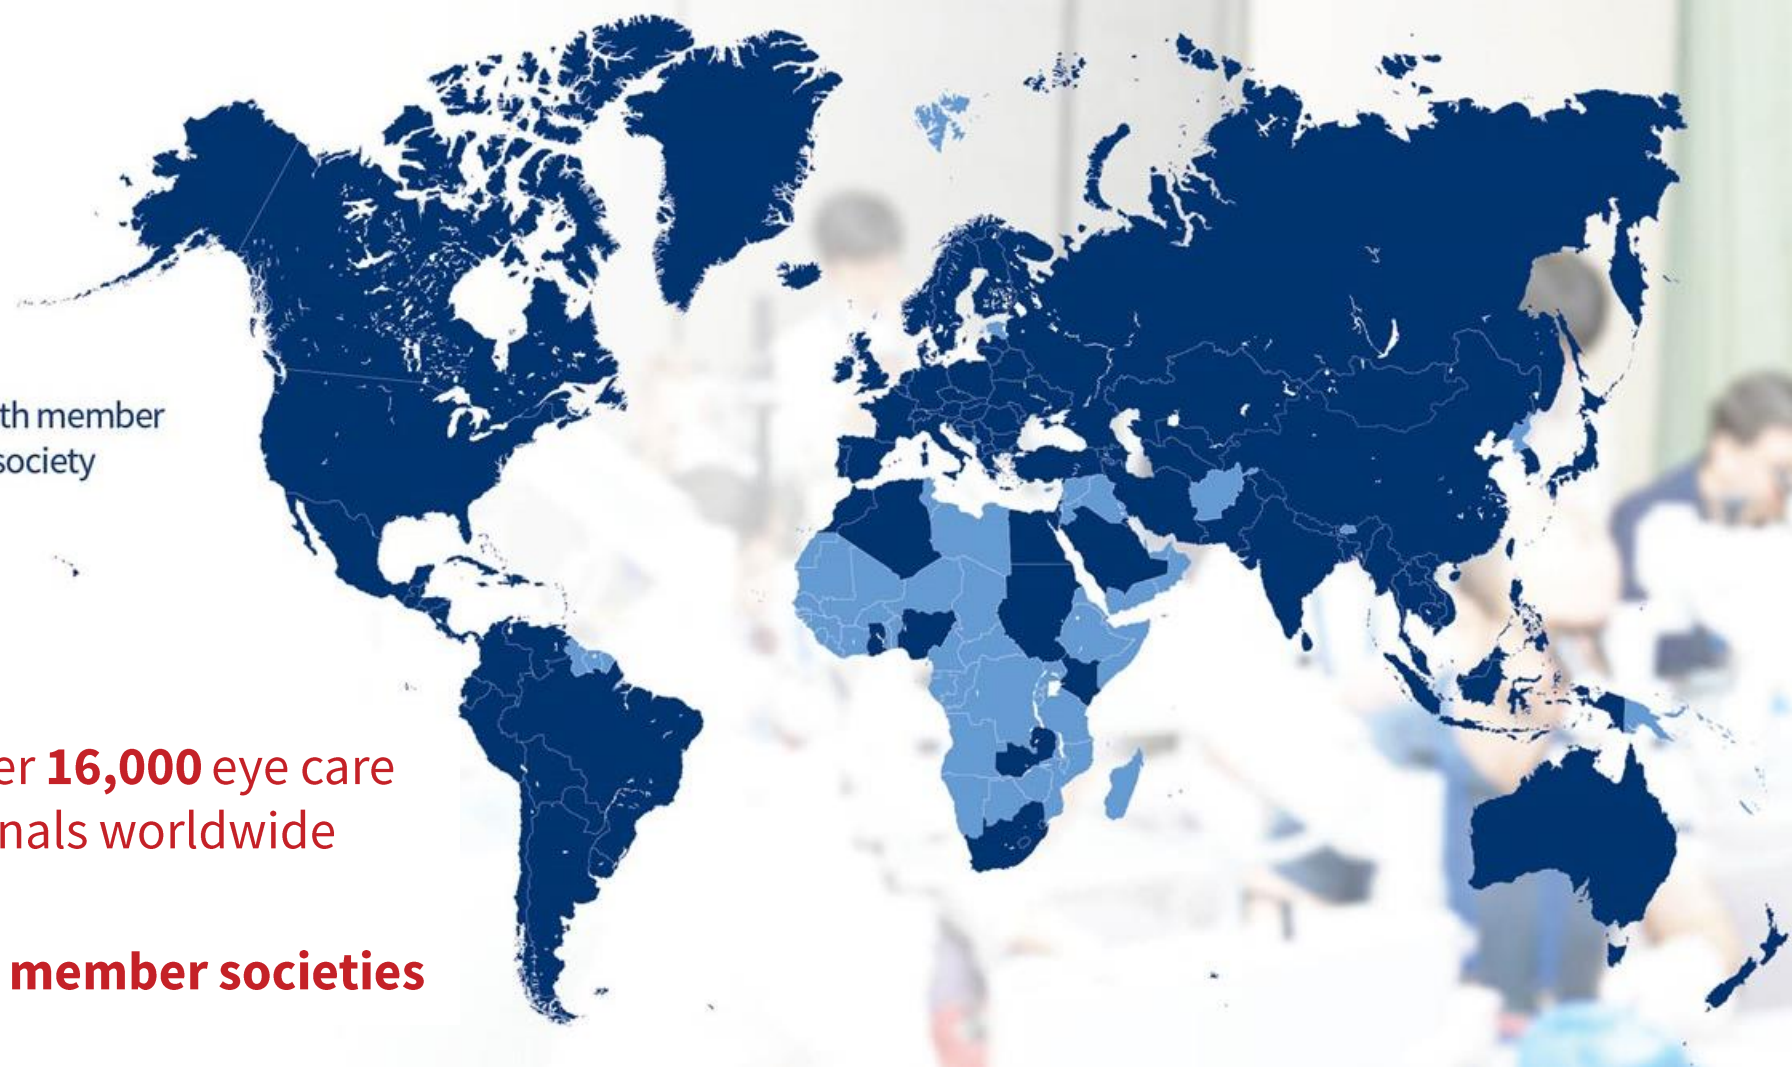 th member
society
er 16,000 eye care
nals worldwide
member societies